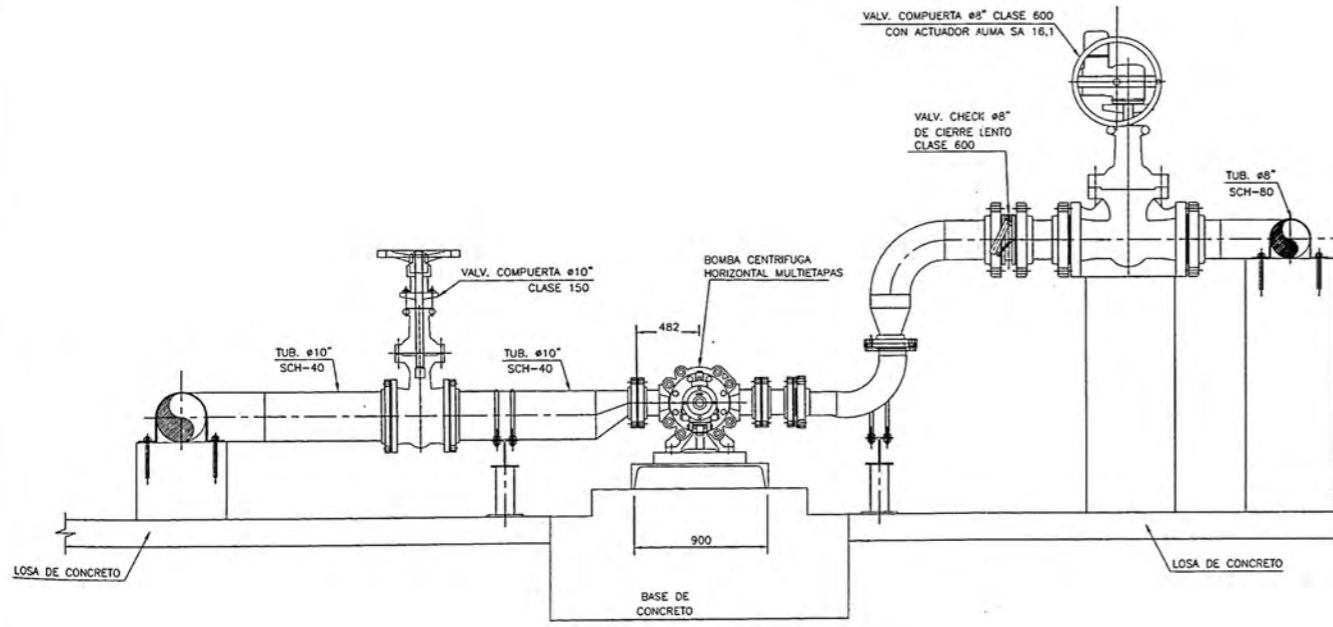 VALV. COMPUERTA ø8" CLASE 600
CON ACTUADOR AUMA SA 16,1
VALV. CHECK ø8"
DE CIERRE LENTO
CLASE 600
TUB. ø8"
SCH-80
BOMBA CENTRIFUGA
HORIZONTAL MULTIETAPAS
VALV. COMPUERTA ø10"
CLASE 150
482
TUB. ø10"
SCH-40
TUB. ø10"
SCH-40
900
LOSA DE CONCRETO
LOSA DE CONCRETO
BASE DE
CONCRETO